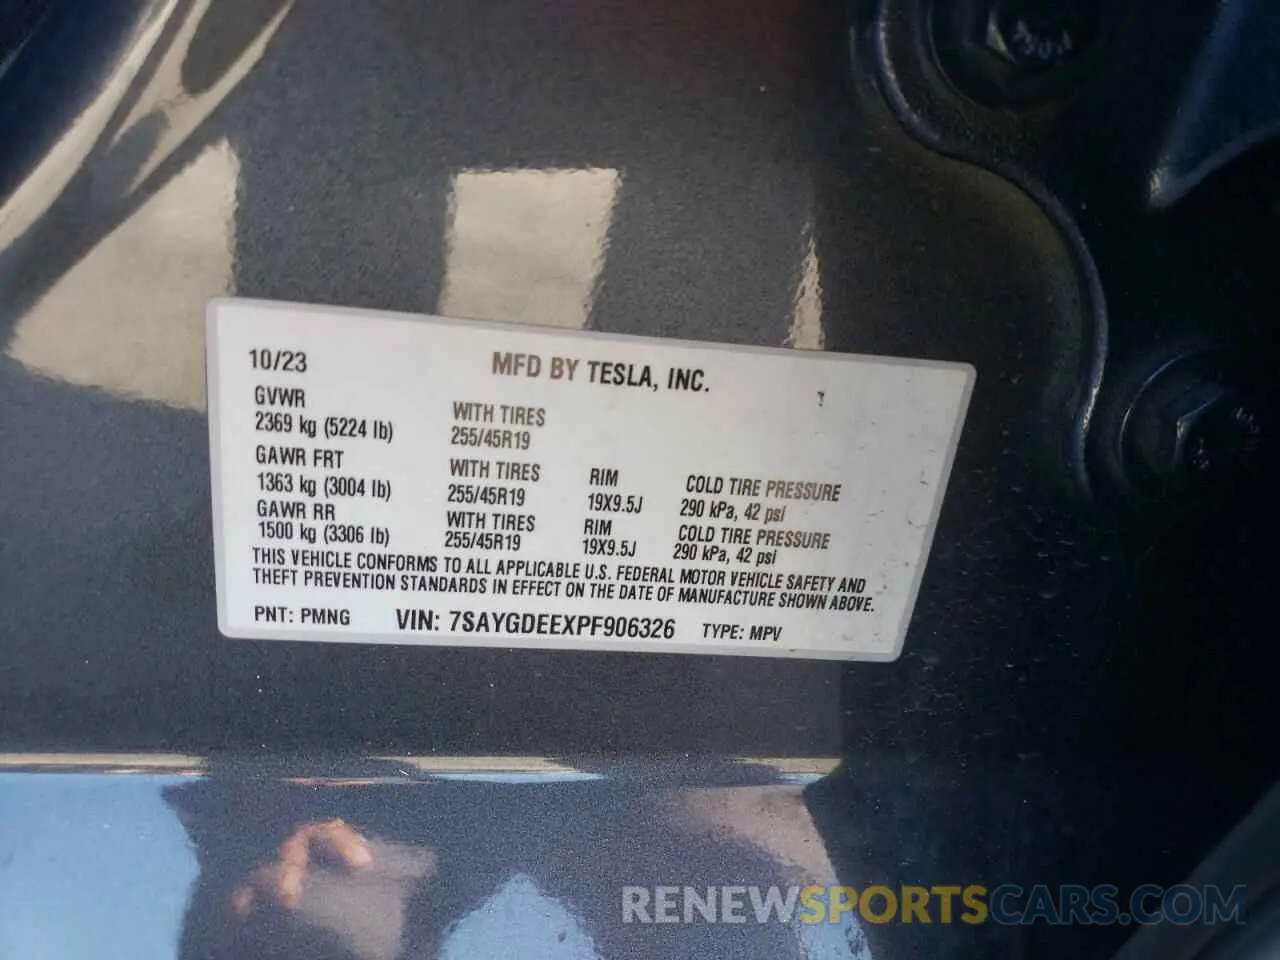 10/23 MFD BY TESLA, INC.
GVWR
2369 kg (5224 lb) WITH TIRES
255/45R19
GAWR FRT WITH TIRES RIM COLD TIRE PRESSURE
1363 kg (3004 lb) 255/45R19 19X9.5J 290 kPa, 42 psi
GAWR RR WITH TIRES RIM COLD TIRE PRESSURE
1500 kg (3306 lb) 255/45R19 19X9.5J 290 kPa, 42 psi
THIS VEHICLE CONFORMS TO ALL APPLICABLE U.S. FEDERAL MOTOR VEHICLE SAFETY AND
THEFT PREVENTION STANDARDS IN EFFECT ON THE DATE OF MANUFACTURE SHOWN ABOVE.
PNT: PMNG VIN: 7SAYGDEEXPF906326 TYPE: MPV
RENEWSPORTSCARS.COM